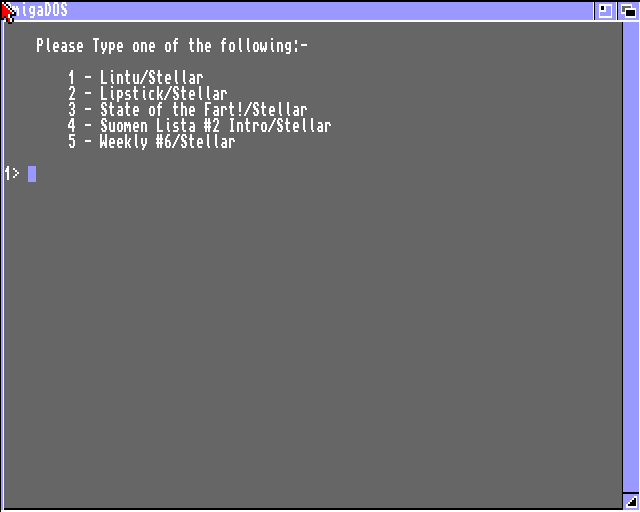 migaDOS
Please Type one of the following:-
1 - Lintu/Stellar
2 - Lipstick/Stellar
3 - State of the Fart!/Stellar
4 - Suomen Lista #2 Intro/Stellar
5 - Weekly #6/Stellar
1>